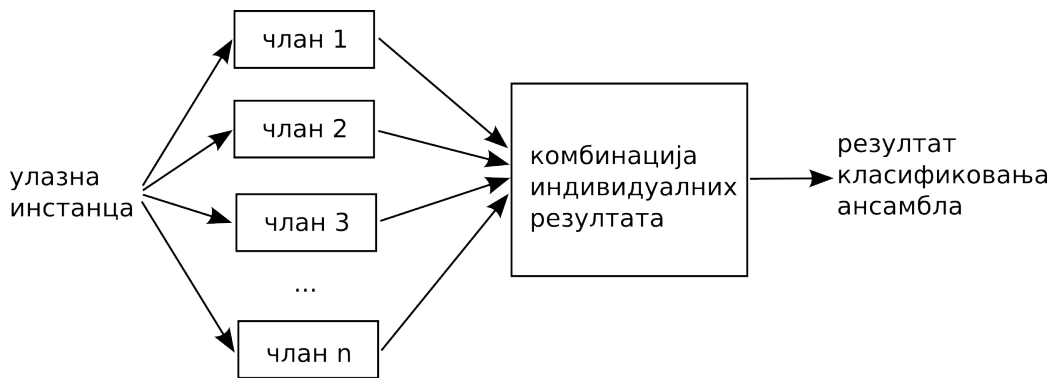 улазна
инстанца
члан 1
члан 2
члан 3
...
члан n
комбинација
индивидуалних
резултата
резултат
класификовања
ансамбла